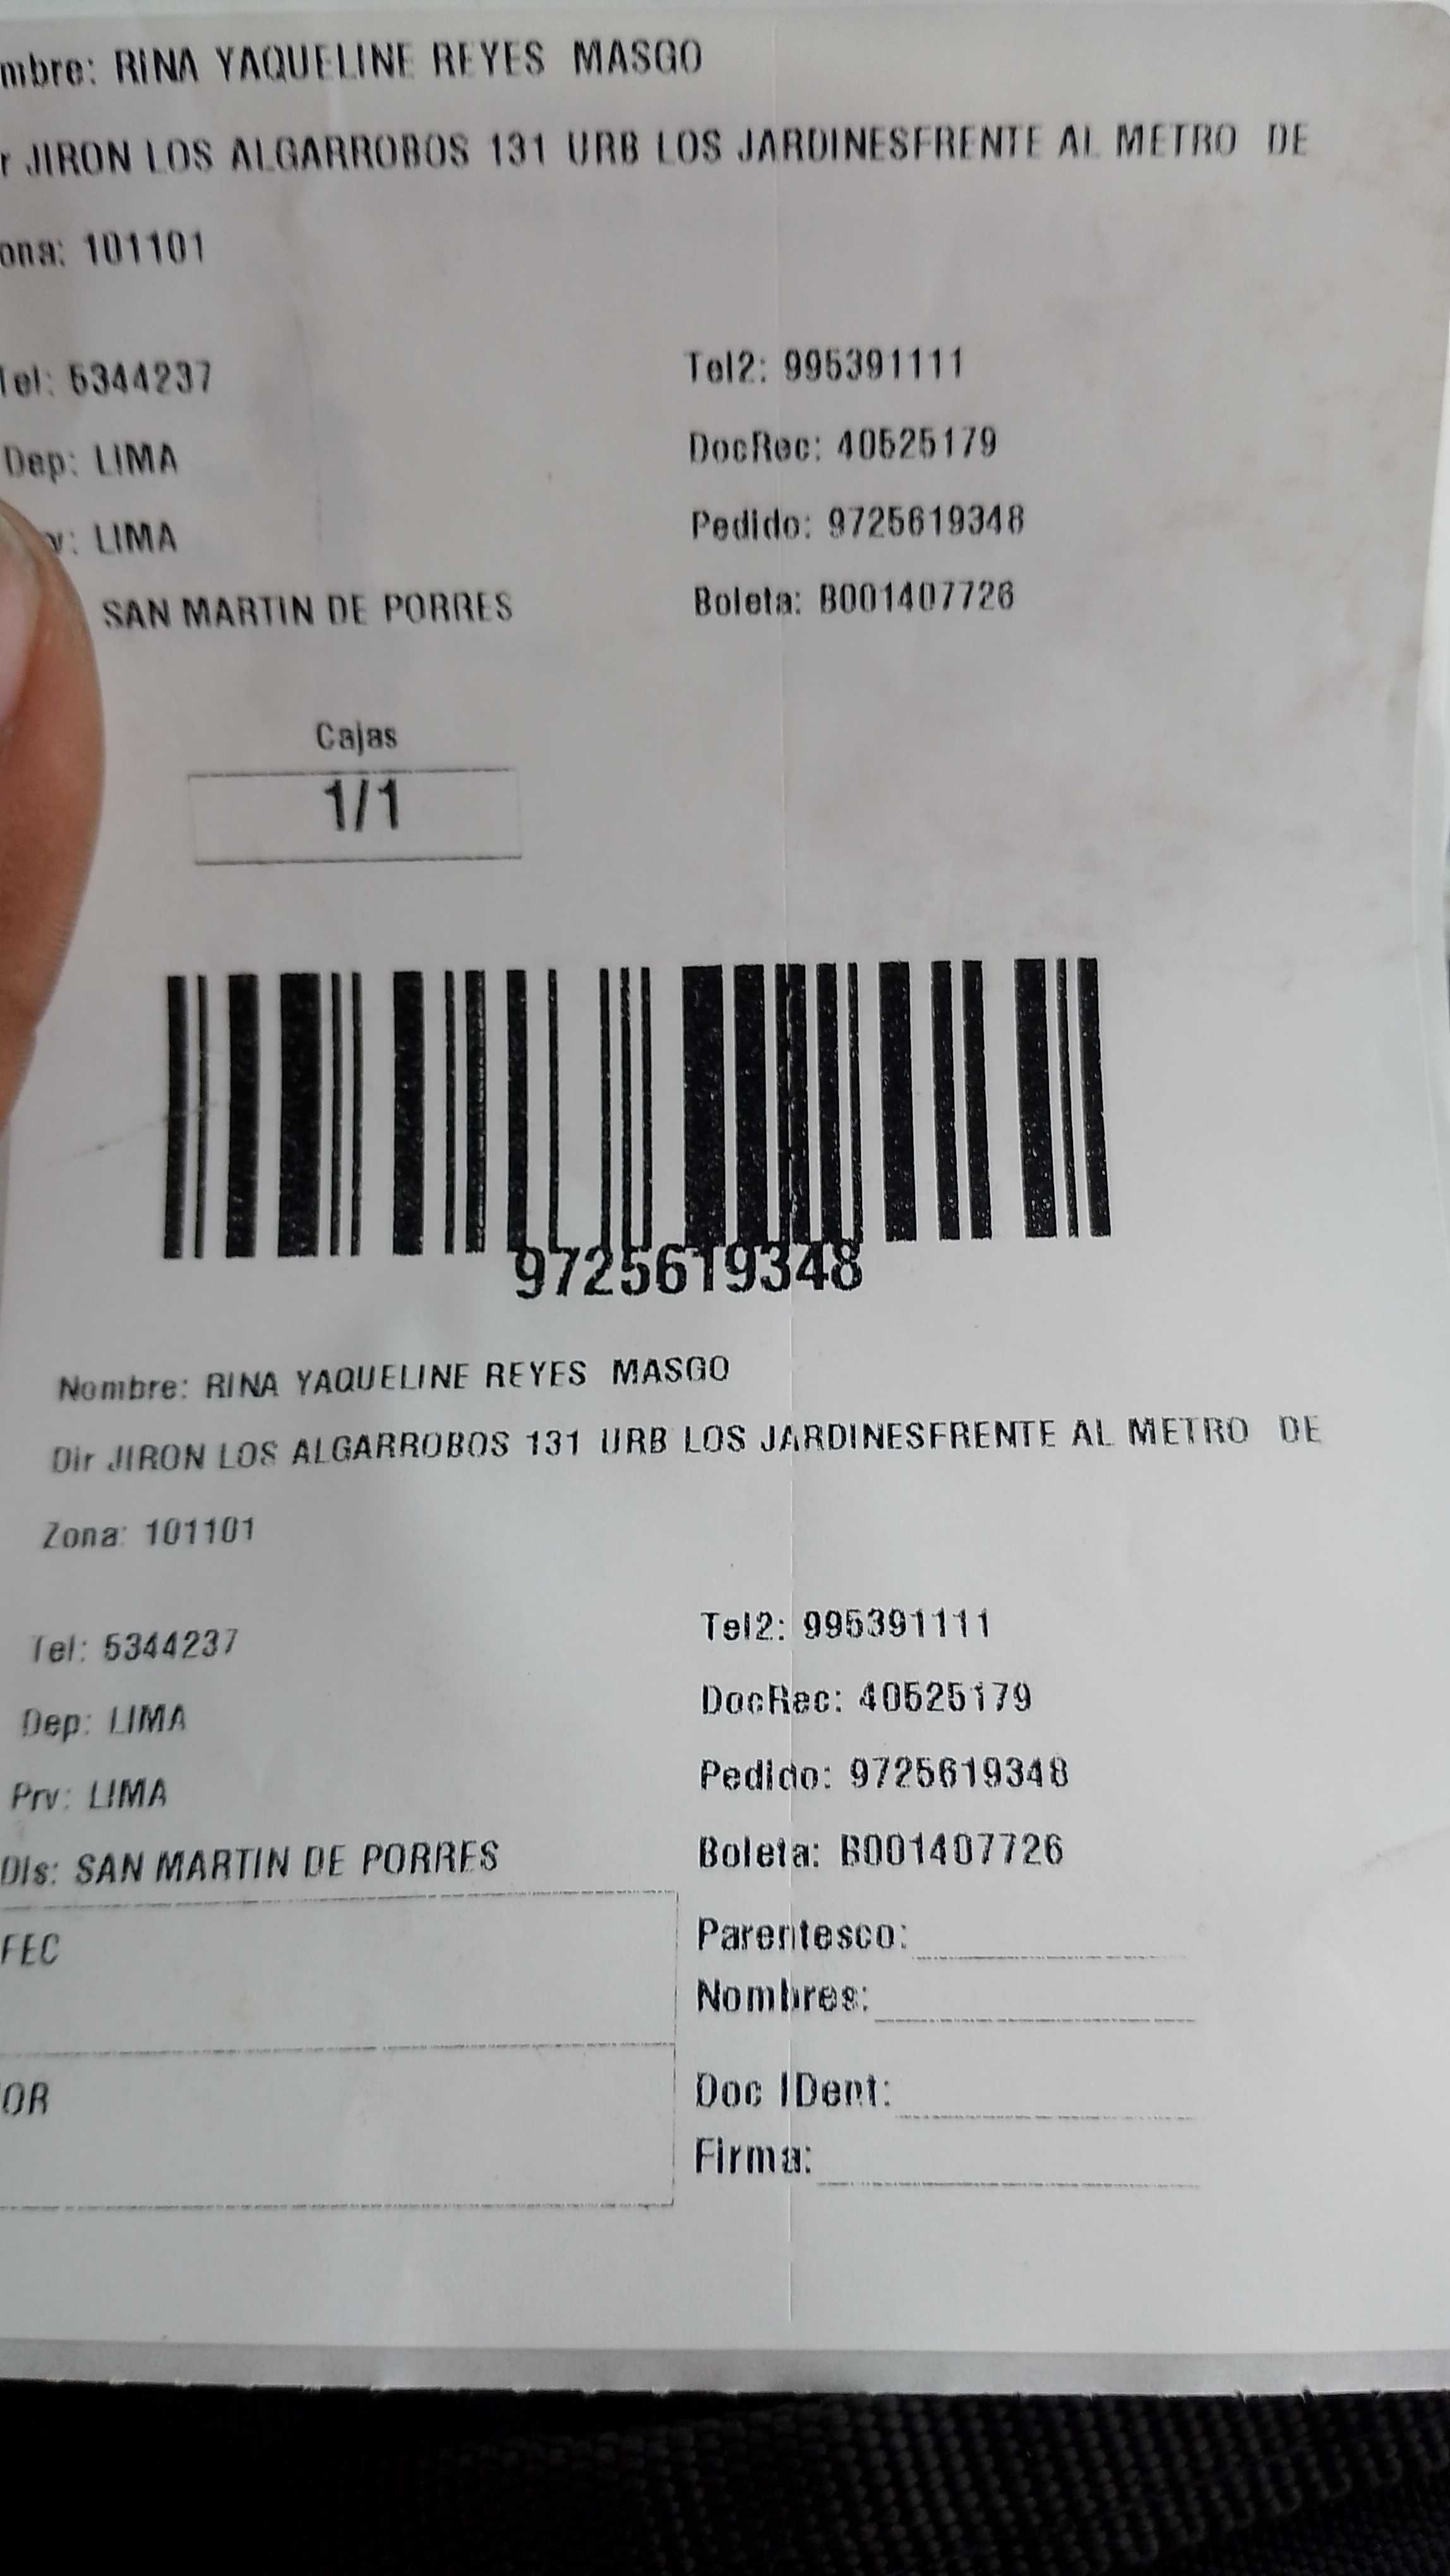 mbre: RINA YAQUELINE REYES MASGO
r JIRON LOS ALGARROBOS 131 URB LOS JARDINESFRENTE AL METRO DE
ona: 101101
Tel: 5344237 Tel2: 995391111
Dep: LIMA DocRec: 40525179
v: LIMA Pedido: 9725619348
SAN MARTIN DE PORRES Boleta: B001407726
Cajas
1/1
9725619348
Nombre: RINA YAQUELINE REYES MASGO
Dir JIRON LOS ALGARROBOS 131 URB LOS JARDINESFRENTE AL METRO DE
Zona: 101101
Tel: 5344237 Tel2: 995391111
Dep: LIMA DocRec: 40525179
Prv: LIMA Pedido: 9725619348
DIs: SAN MARTIN DE PORRES Boleta: B001407726
FEC Parentesco:
Nombres:
OR Doc IDent:
Firma: